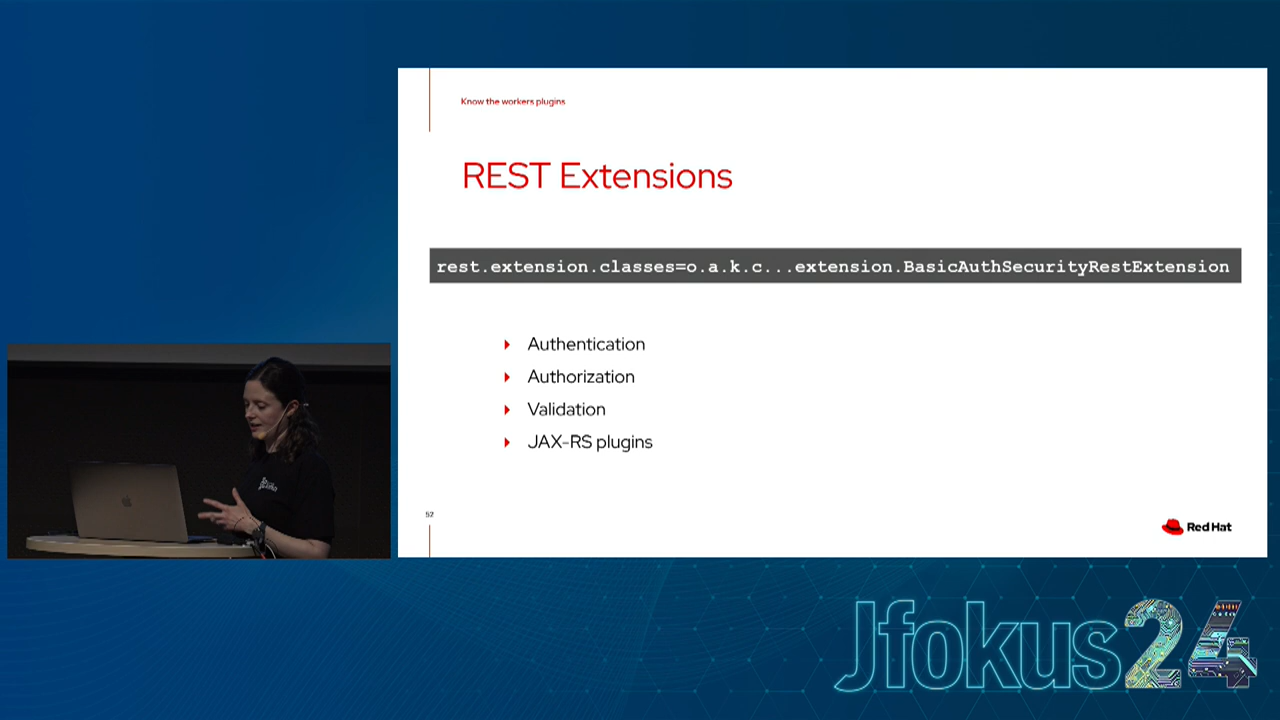 Know the workers plugins
REST Extensions
rest.extension.classes=o.a.k.c...extension.BasicAuthSecurityRestExtension
Authentication
Authorization
Validation
JAX-RS plugins
52
Red Hat
Jfokus24